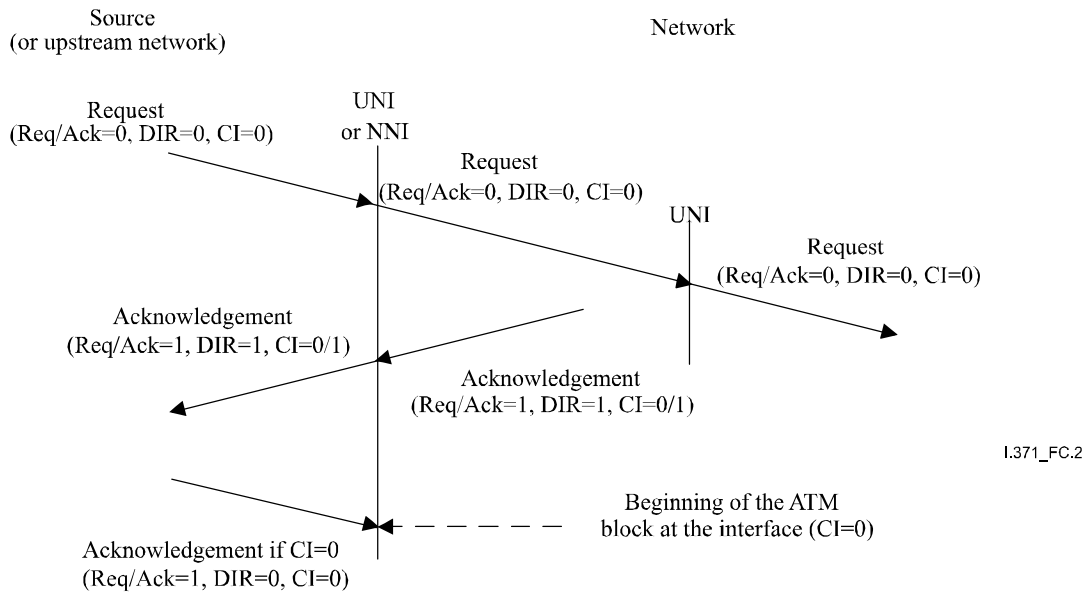 Source
(or upstream network)
Network
Request
(Req/Ack=0, DIR=0, CI=0)
UNI
or NNI
Request
(Req/Ack=0, DIR=0, CI=0)
UNI
Request
(Req/Ack=0, DIR=0, CI=0)
Acknowledgement
(Req/Ack=1, DIR=1, CI=0/1)
Acknowledgement
(Req/Ack=1, DIR=1, CI=0/1)
I.371_FC.2
Beginning of the ATM
block at the interface (CI=0)
Acknowledgement if CI=0
(Req/Ack=1, DIR=0, CI=0)